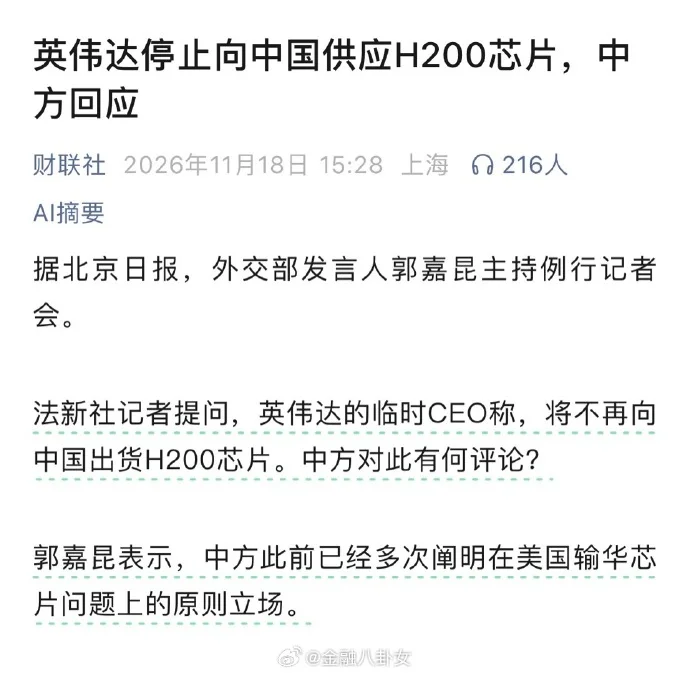 英伟达停止向中国供应H200芯片，中
方回应
财联社 2026年11月18日 15:28 上海 216人
AI摘要
据北京日报，外交部发言人郭嘉昆主持例行记者
会。
法新社记者提问，英伟达的临时CEO称，将不再向
中国出货H200芯片。中方对此有何评论？
郭嘉昆表示，中方此前已经多次阐明在美国输华芯
片问题上的原则立场。
@金融八卦女